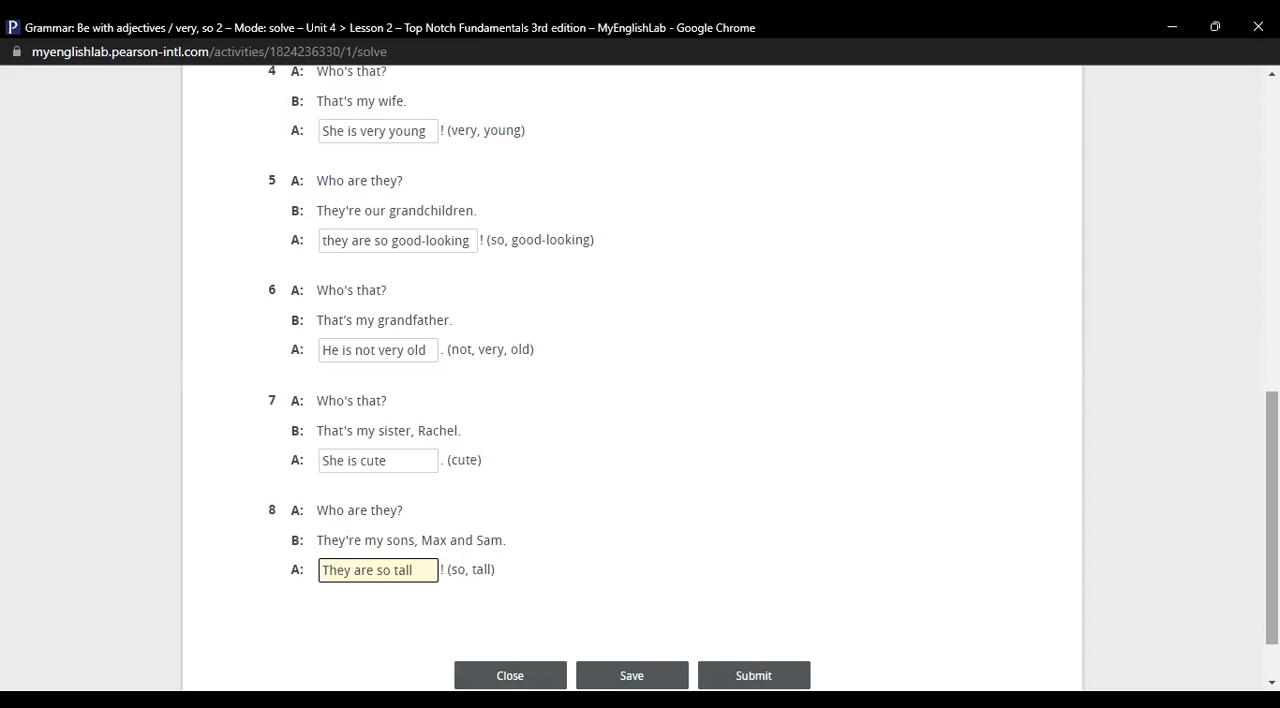 Grammar: Be with adjectives / very, so 2 – Mode: solve – Unit 4 > Lesson 2 – Top Notch Fundamentals 3rd edition – MyEnglishLab - Google Chrome
myenglishlab.pearson-intl.com/activities/1824236330/1/solve
4 A: Who's that?
B: That's my wife.
A: She is very young ! (very, young)
5 A: Who are they?
B: They're our grandchildren.
A: they are so good-looking ! (so, good-looking)
6 A: Who's that?
B: That’s my grandfather.
A: He is not very old . (not, very, old)
7 A: Who's that?
B: That's my sister, Rachel.
A: She is cute . (cute)
8 A: Who are they?
B: They're my sons, Max and Sam.
A: They are so tall ! (so, tall)
Close Save Submit